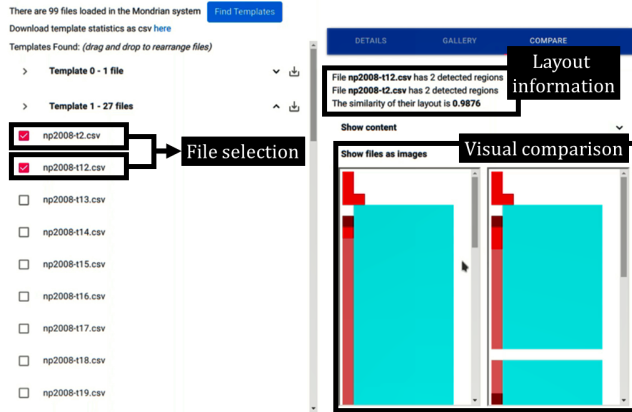 There are 99 files loaded in the Mondrian system
Find Templates
Download template statistics as csv here
Templates Found: (drag and drop to rearrange files)
Template 0 - 1 file
Template 1 - 27 files
np2008-t2.csv
np2008-t12.csv
File selection
np2008-t13.csv
np2008-t14.csv
np2008-t15.csv
np2008-t16.csv
np2008-t17.csv
np2008-t18.csv
np2008-t19.csv
DETAILS
GALLERY
COMPARE
Layout
information
File np2008-t12.csv has 2 detected regions
File np2008-t2.csv has 2 detected regions
The similarity of their layout is 0.9876
Show content
Show files as images
Visual comparison